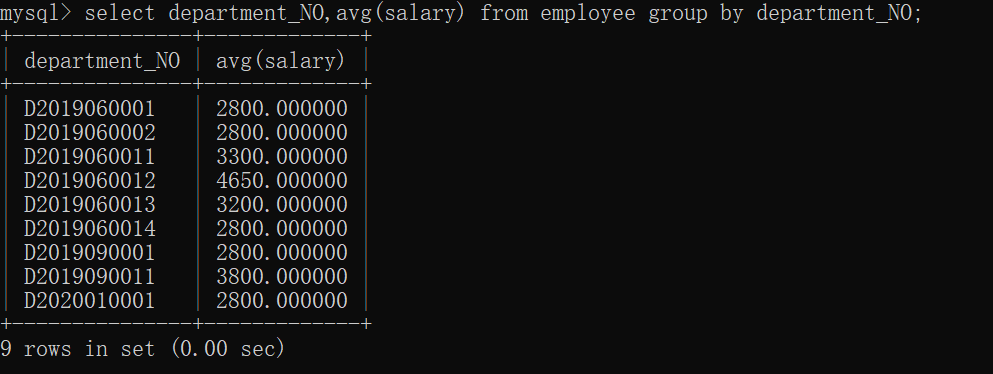 mysql> select department_NO,avg(salary) from employee group by department_NO;
+---------------+-------------+
| department_NO | avg(salary) |
+---------------+-------------+
| D2019060001   | 2800.000000 |
| D2019060002   | 2800.000000 |
| D2019060011   | 3300.000000 |
| D2019060012   | 4650.000000 |
| D2019060013   | 3200.000000 |
| D2019060014   | 2800.000000 |
| D2019090001   | 2800.000000 |
| D2019090011   | 3800.000000 |
| D2020010001   | 2800.000000 |
+---------------+-------------+
9 rows in set (0.00 sec)